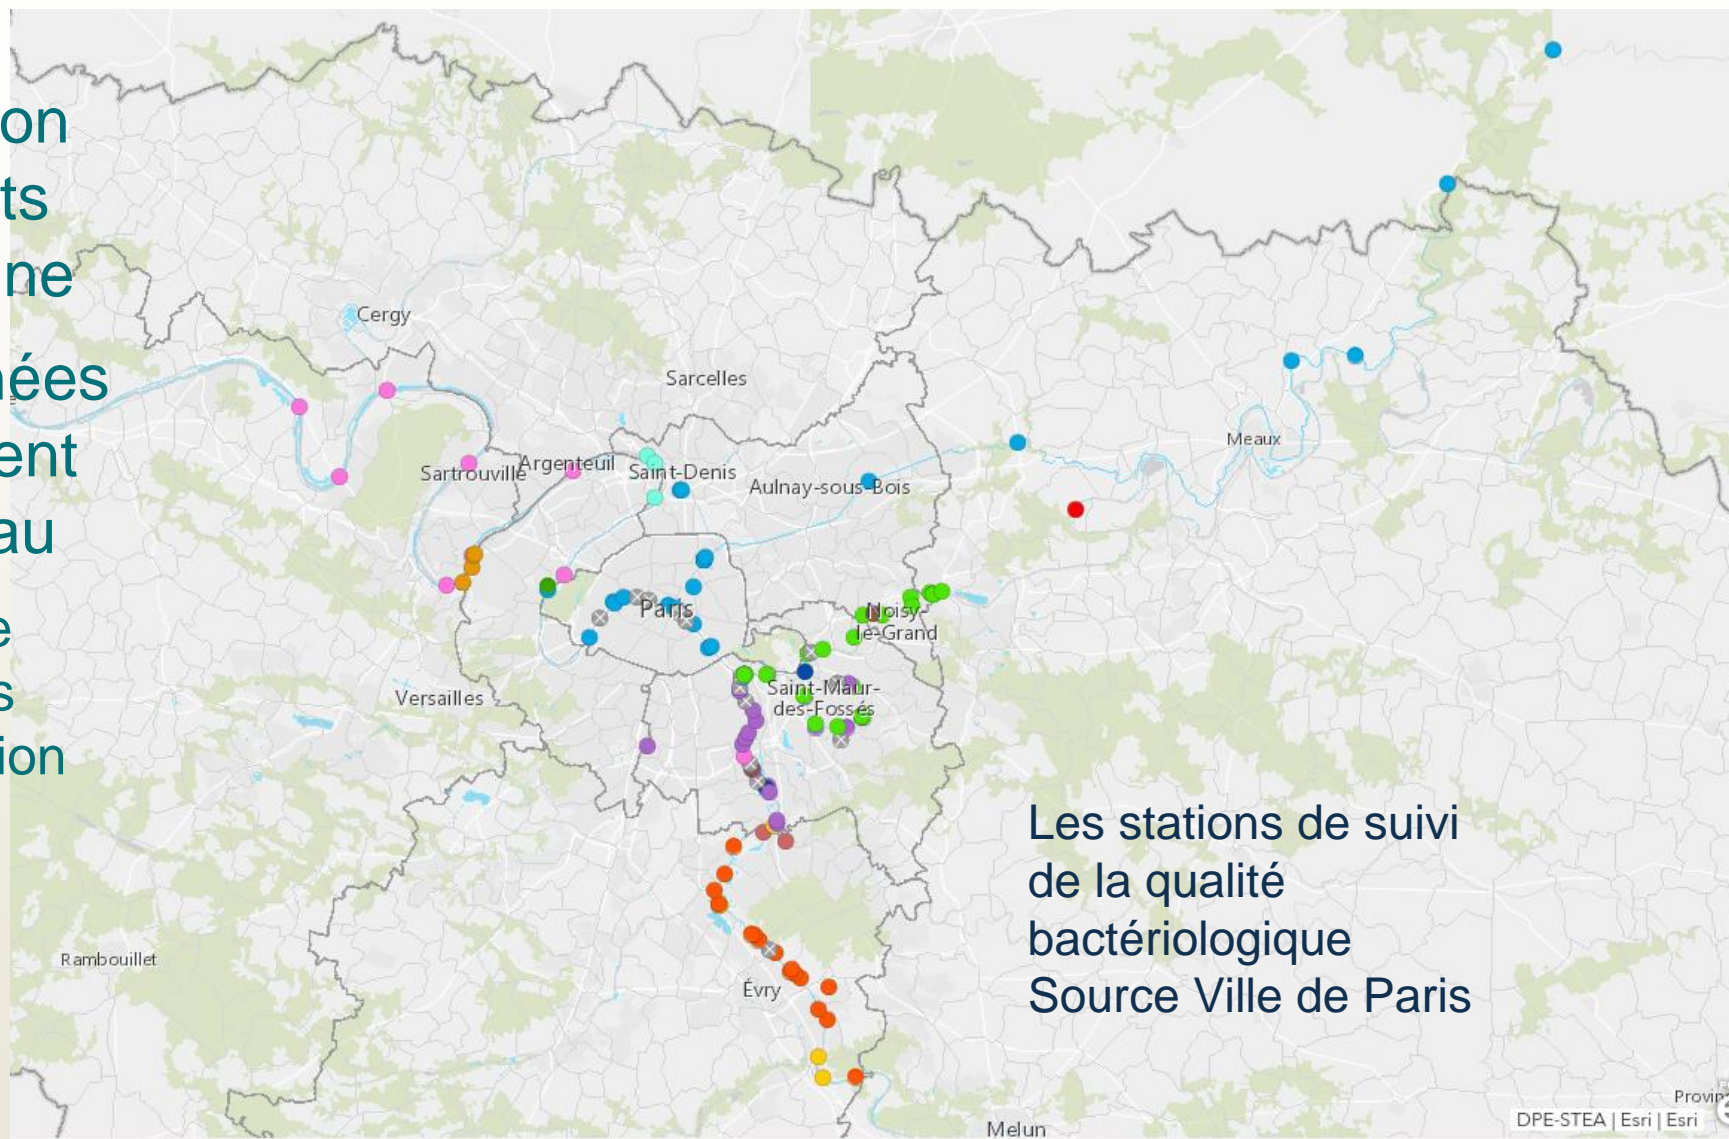 on
ts
ne
nées
ent
au
e
s
ion
Cergy
Sarcelles
Sartrouville
Argenteuil
Saint-Denis
Aulnay-sous-Bois
Meaux
Paris
Noisy-
le-Grand
Versailles
Saint-Maur-
des-Fossés
Les stations de suivi
de la qualité
bactériologique
Source Ville de Paris
Rambouillet
Évry
Melun
DPE-STEA | Esri | Esri